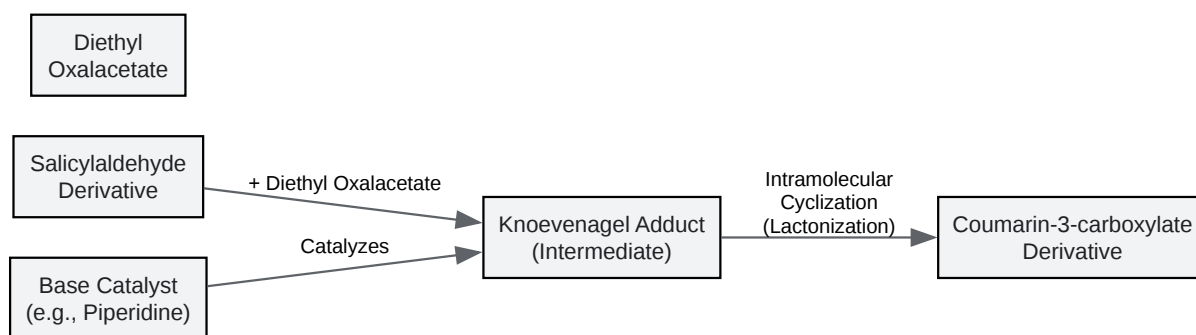 Diethyl
Oxalacetate
Salicylaldehyde
Derivative
+ Diethyl Oxalacetate
Catalyzes
Base Catalyst
(e.g., Piperidine)
Knoevenagel Adduct
(Intermediate)
Intramolecular
Cyclization
(Lactonization)
Coumarin-3-carboxylate
Derivative